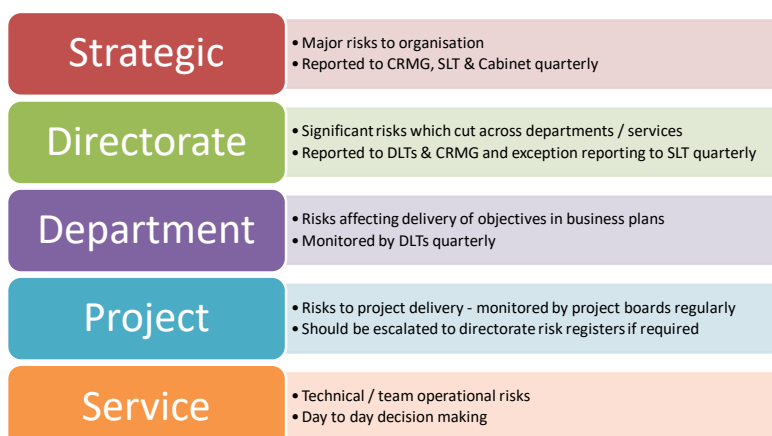 Strategic
• Major risks to organisation
• Reported to CRMG, SLT & Cabinet quarterly
Directorate
• Significant risks which cut across departments / services
• Reported to DLTs & CRMG and exception reporting to SLT quarterly
Department
• Risks affecting delivery of objectives in business plans
• Monitored by DLTs quarterly
Project
• Risks to project delivery - monitored by project boards regularly
• Should be escalated to directorate risk registers if required
Service
• Technical / team operational risks
• Day to day decision making